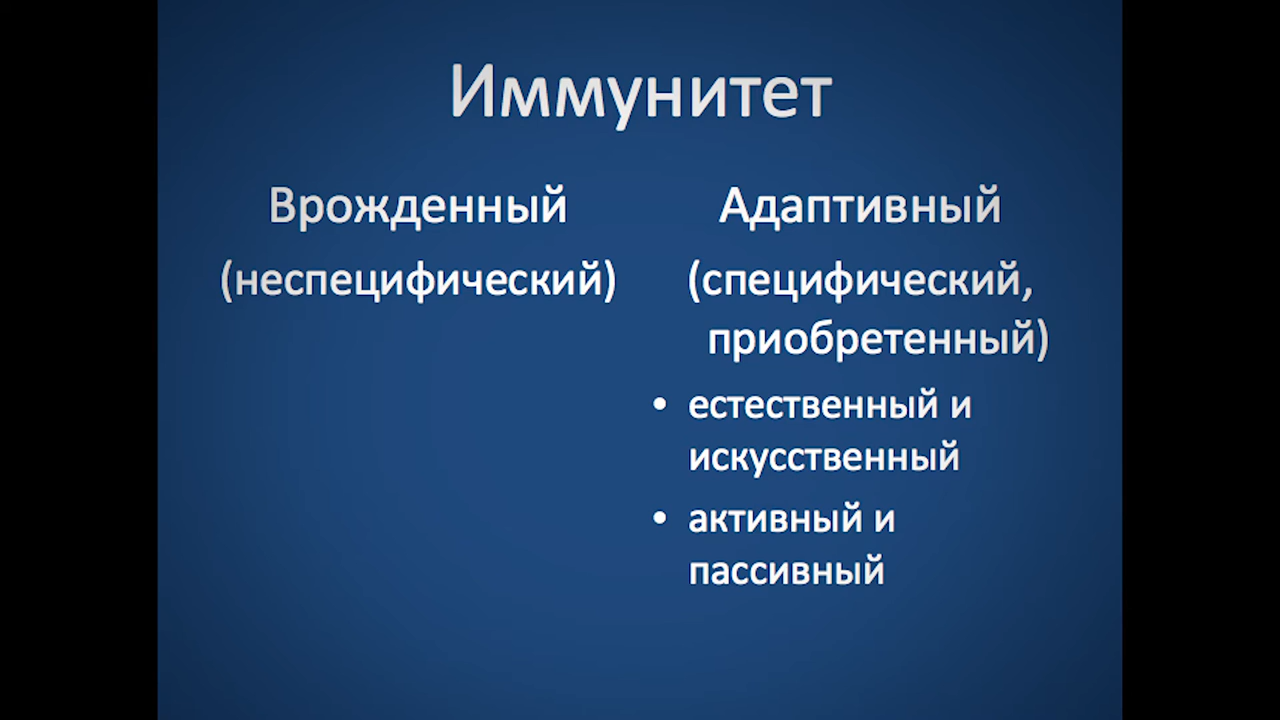 Иммунитет
Врожденный
(неспецифический)
Адаптивный
(специфический,
приобретенный)
• естественный и
искусственный
• активный и
пассивный